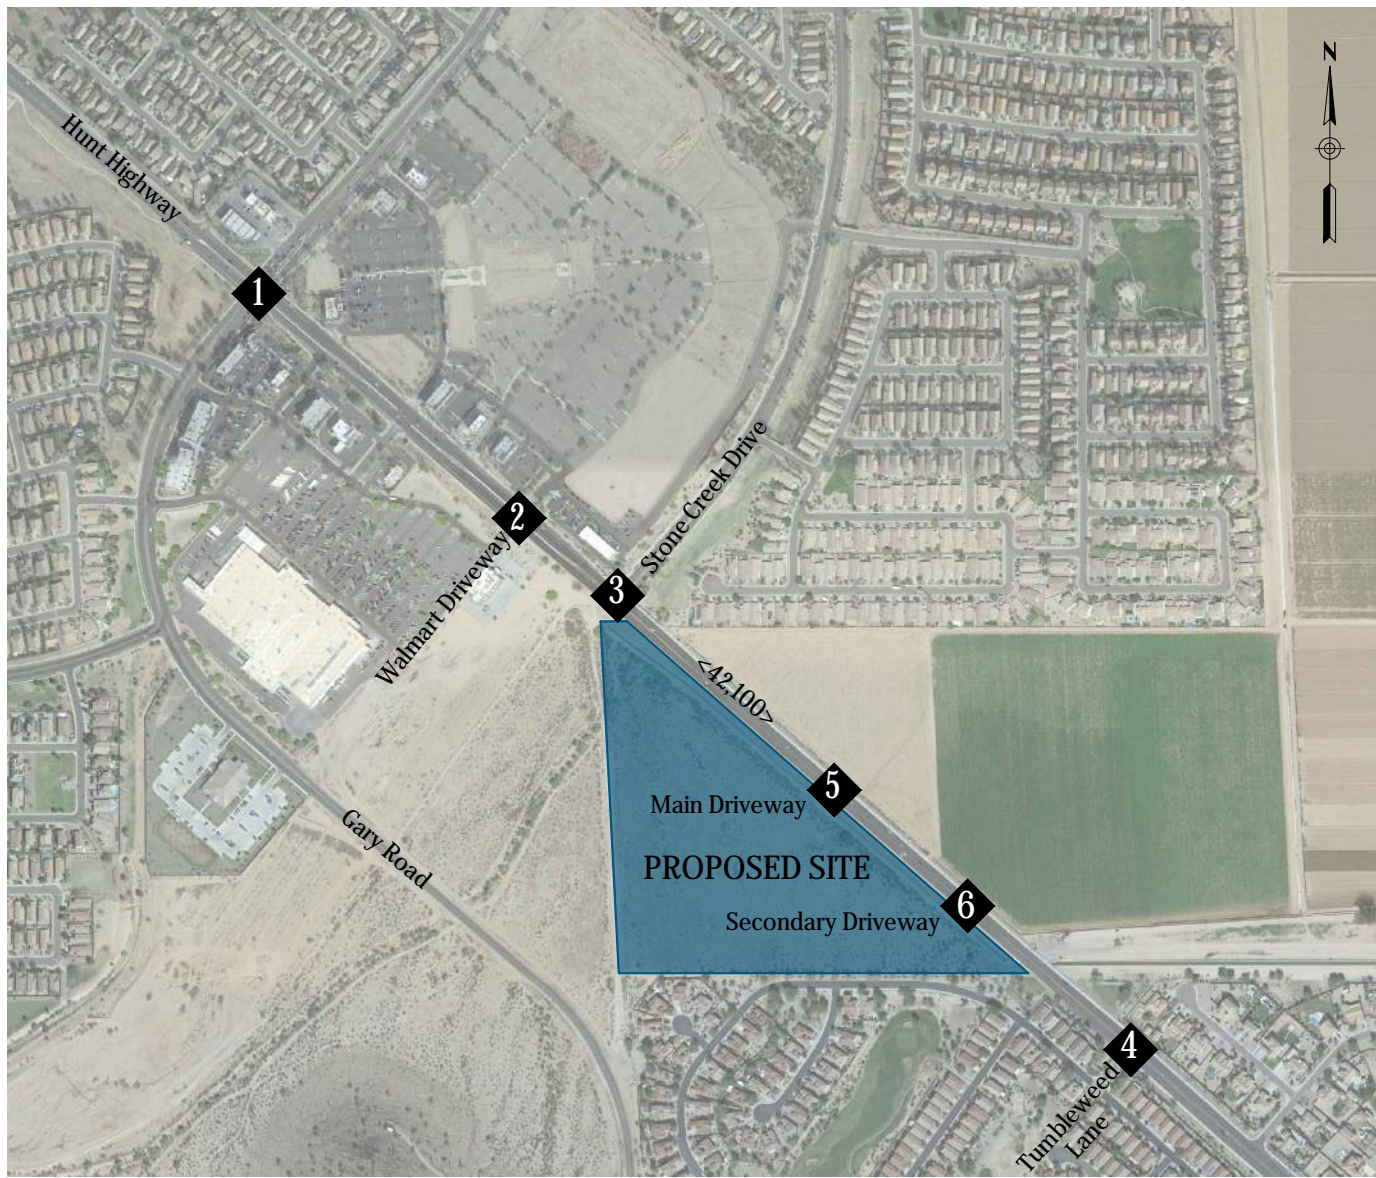 N
Hunt Highway
1
2
Walmart Driveway
Stone Creek Drive
3
<42,100>
5
Main Driveway
PROPOSED SITE
6
Secondary Driveway
Gary Road
4
Tumbleweed
Lane